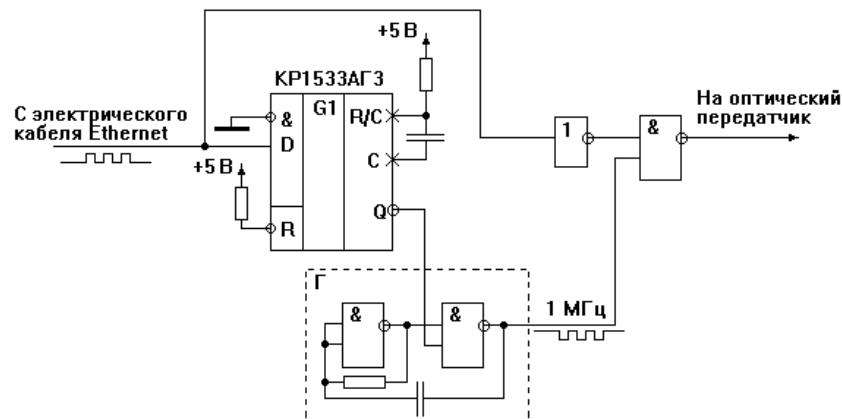 +5 В
КР1533АГ3
G1
R/C
С электрического
кабеля Ethernet
&
D
C
+5 В
R
Q
1
&
На оптический
передатчик
Г
&
&
1 МГц